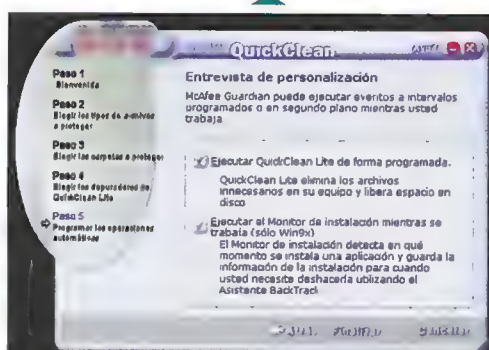 QuickClean
Paso 1
Bienvenida
Paso 2
Elegir los tipos de archivos
a proteger
Paso 3
Elegir las carpetas a proteger
Paso 4
Elegir los depuradores de
QuickClean Lite
Paso 5
Programar las operaciones
automáticas
Entrevista de personalización
McAfee Guardian puede ejecutar eventos a intervalos
programados o en segundo plano mientras usted
trabaja.
Ejecutar QuickClean Lite de forma programada.
QuickClean Lite elimina los archivos
innecesarios en su equipo y libera espacio en
disco
Ejecutar el Monitor de instalación mientras se
trabaja (sólo Win9x)
El Monitor de instalación detecta en qué
momento se instala una aplicación y guarda la
información de la instalación para cuando
usted necesite deshacerla utilizando el
Asistente BackTrack